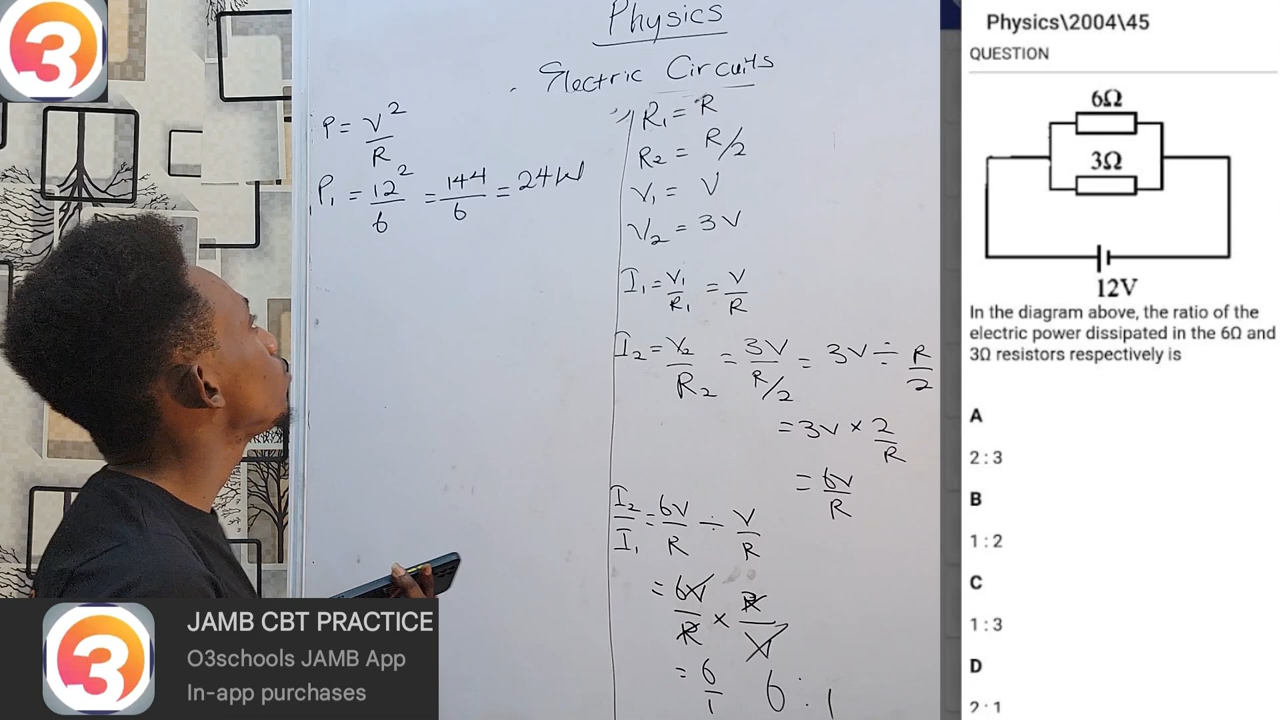 3
Physics
Electric Circuits
P = V²/R
P₁ = 12²/6 = 144/6 = 24W
R₁ = R
R₂ = R/2
V₁ = V
V₂ = 3V
I₁ = V₁/R₁ = V/R
I₂ = V₂/R₂ = 3V/R/2 = 3V ÷ R/2
= 3V × 2/R
= 6V/R
I₂/I₁ = 6V/R ÷ V/R
= 6V/R × R/V
= 6/1 6 : 1
3
JAMB CBT PRACTICE
O3schools JAMB App
In-app purchases
Physics\2004\45
QUESTION
6Ω
3Ω
12V
In the diagram above, the ratio of the
electric power dissipated in the 6Ω and
3Ω resistors respectively is
A
2 : 3
B
1 : 2
C
1 : 3
D
2 : 1